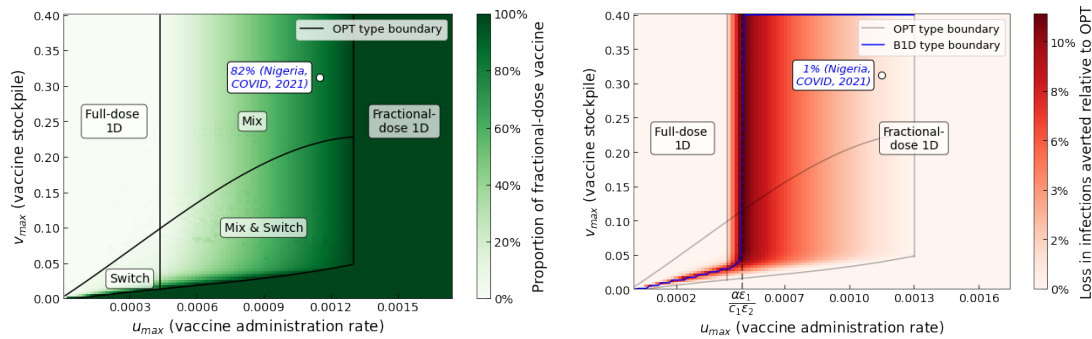 0.40
0.35
0.30
0.25
0.20
0.15
0.10
0.05
0.00
v_max (vaccine stockpile)
OPT type boundary
82% (Nigeria,
COVID, 2021)
Full-dose
1D
Mix
Fractional-
dose 1D
Mix & Switch
Switch
0.0003 0.0006 0.0009 0.0012 0.0015
u_max (vaccine administration rate)
100%
80%
60%
40%
20%
0%
Proportion of fractional-dose vaccine
0.40
0.35
0.30
0.25
0.20
0.15
0.10
0.05
0.00
v_max (vaccine stockpile)
OPT type boundary
B1D type boundary
1% (Nigeria,
COVID, 2021)
Full-dose
1D
Fractional-
dose 1D
0.0002 αε₁/c₁ε₂ 0.0007 0.0010 0.0013 0.0016
u_max (vaccine administration rate)
10%
8%
6%
3%
2%
0%
Loss in infections averted relative to OPT